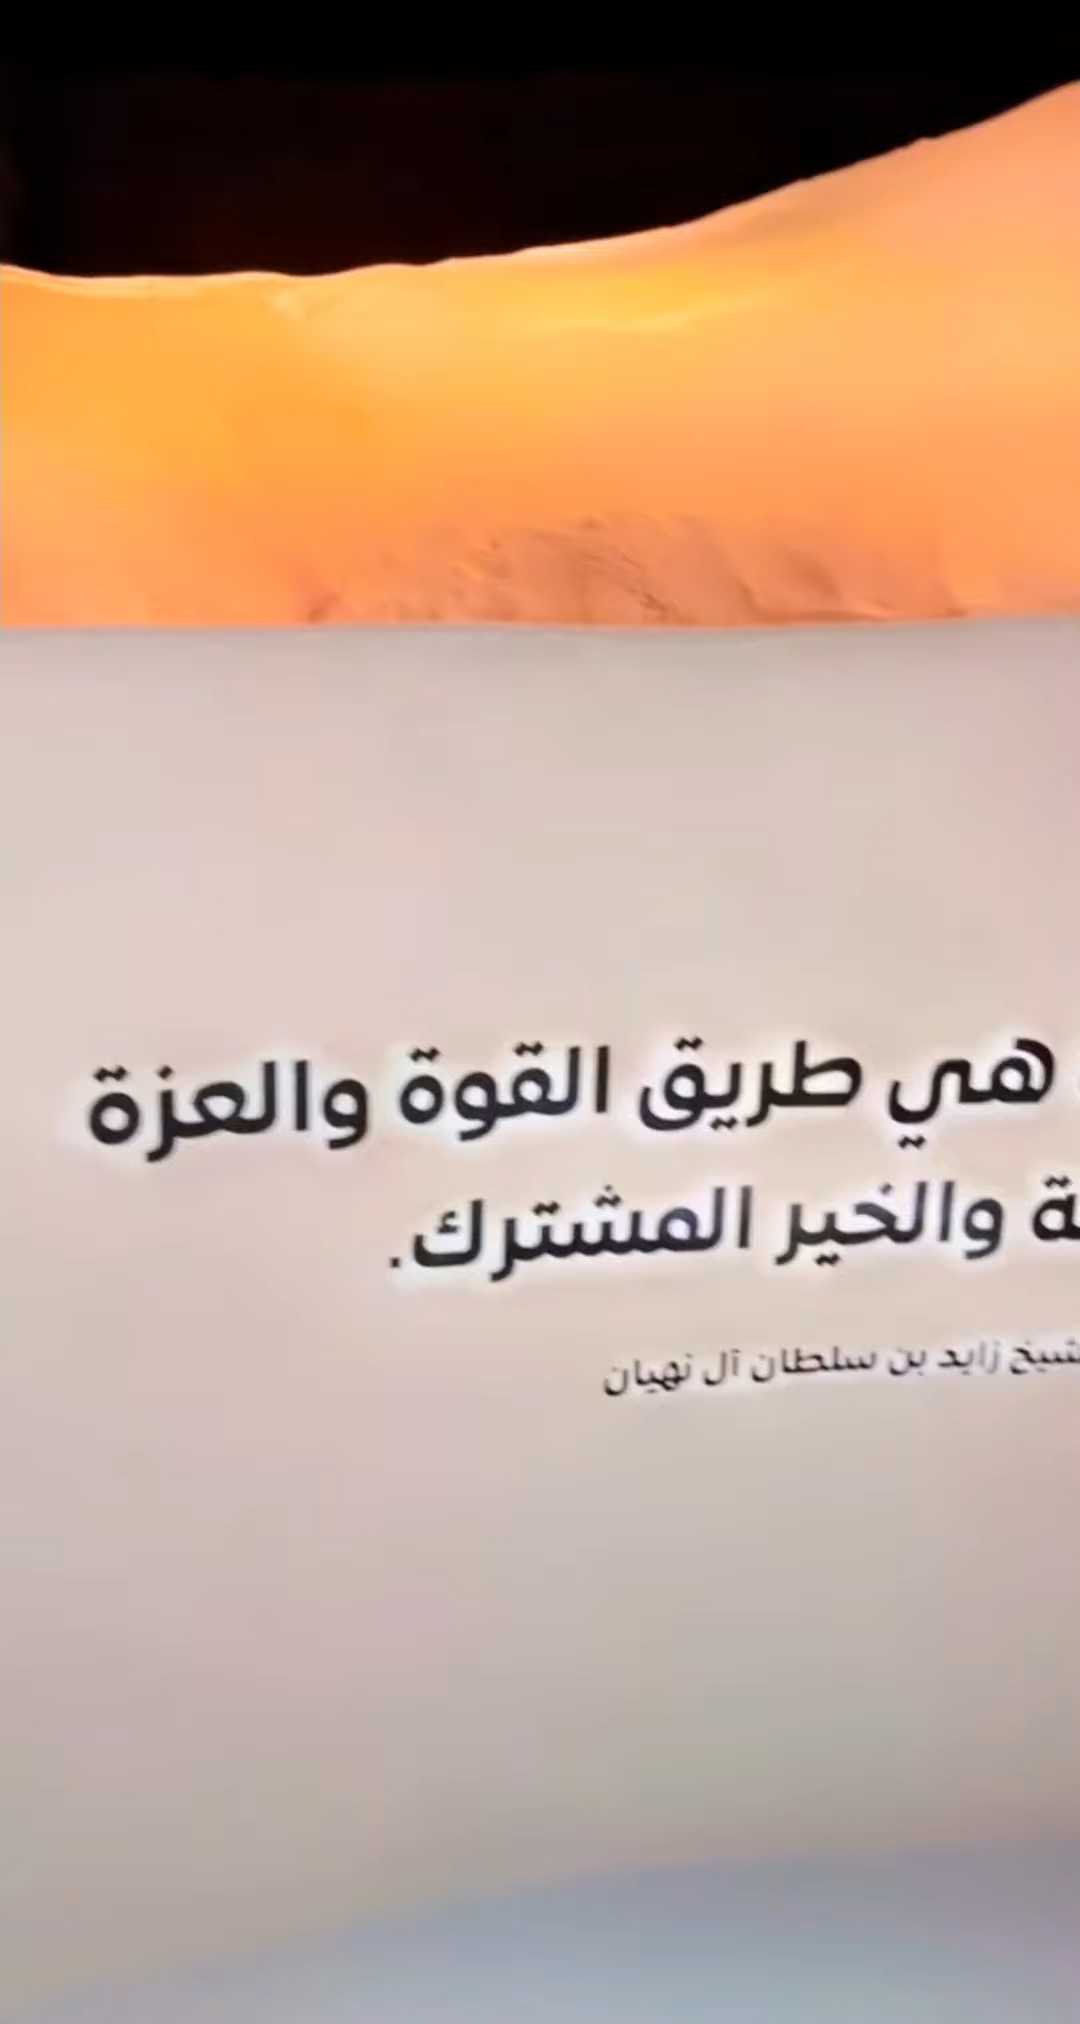 هي طريق القوة والعزة
والخير المشترك.
زايد بن سلطان آل نهيان